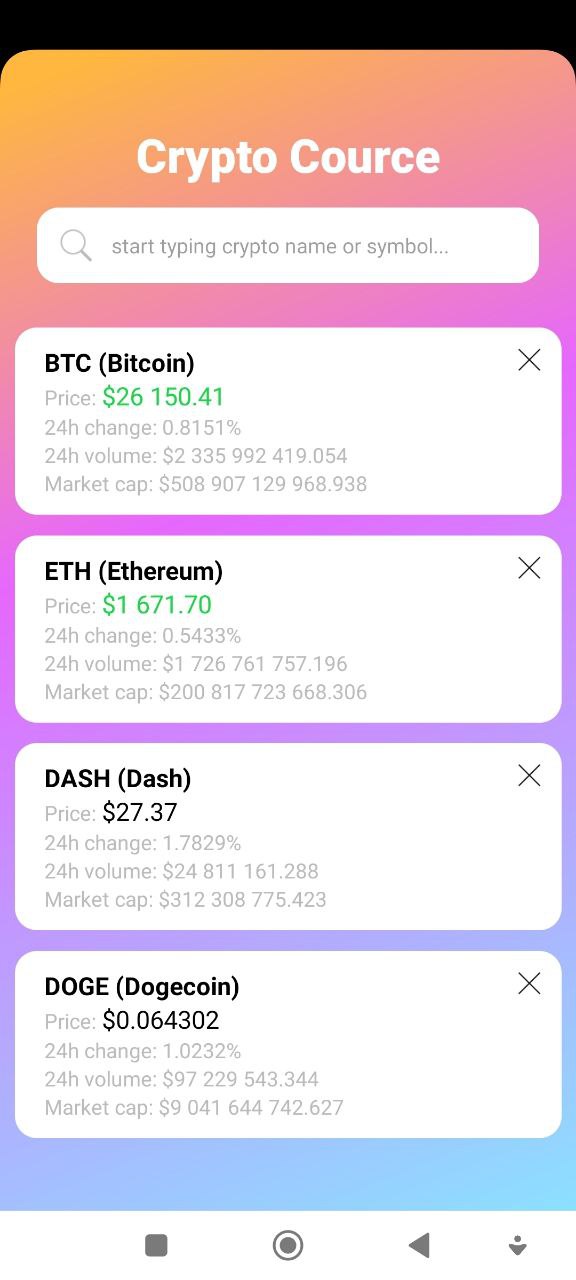 Crypto Cource
start typing crypto name or symbol...
BTC (Bitcoin)
Price: $26 150.41
24h change: 0.8151%
24h volume: $2 335 992 419.054
Market cap: $508 907 129 968.938
ETH (Ethereum)
Price: $1 671.70
24h change: 0.5433%
24h volume: $1 726 761 757.196
Market cap: $200 817 723 668.306
DASH (Dash)
Price: $27.37
24h change: 1.7829%
24h volume: $24 811 161.288
Market cap: $312 308 775.423
DOGE (Dogecoin)
Price: $0.064302
24h change: 1.0232%
24h volume: $97 229 543.344
Market cap: $9 041 644 742.627